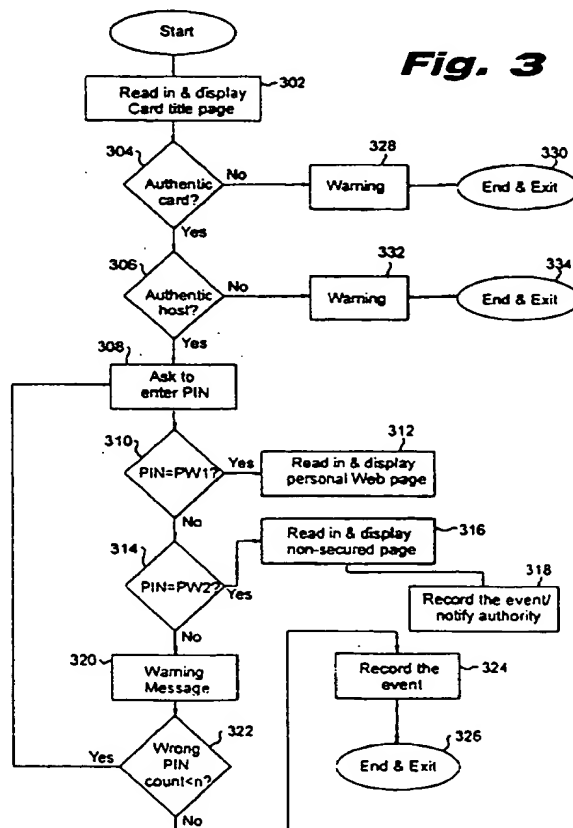 Start
Fig. 3
302
Read in & display
Card title page
304
Authentic
card?
No
328
Warning
330
End & Exit
Yes
306
Authentic
host?
No
332
Warning
334
End & Exit
Yes
308
Ask to
enter PIN
310
PIN=PW1?
Yes
312
Read in & display
personal Web page
No
314
PIN=PW2?
Yes
Read in & display
non-secured page
316
318
Record the event/
notify authority
No
320
Warning
Message
Record the
event
324
322
Wrong
PIN
count<n?
Yes
No
326
End & Exit